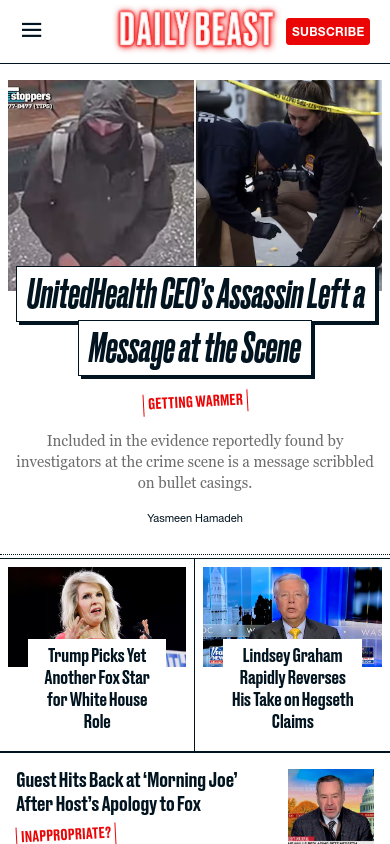 DAILY BEAST
SUBSCRIBE
stoppers
77-8477 (TIPS)
UnitedHealth CEO's Assassin Left a
Message at the Scene
GETTING WARMER
Included in the evidence reportedly found by
investigators at the crime scene is a message scribbled
on bullet casings.
Yasmeen Hamadeh
Trump Picks Yet
Another Fox Star
for White House
Role
Lindsey Graham
Rapidly Reverses
His Take on Hegseth
Claims
Guest Hits Back at ‘Morning Joe’
After Host's Apology to Fox
INAPPROPRIATE?